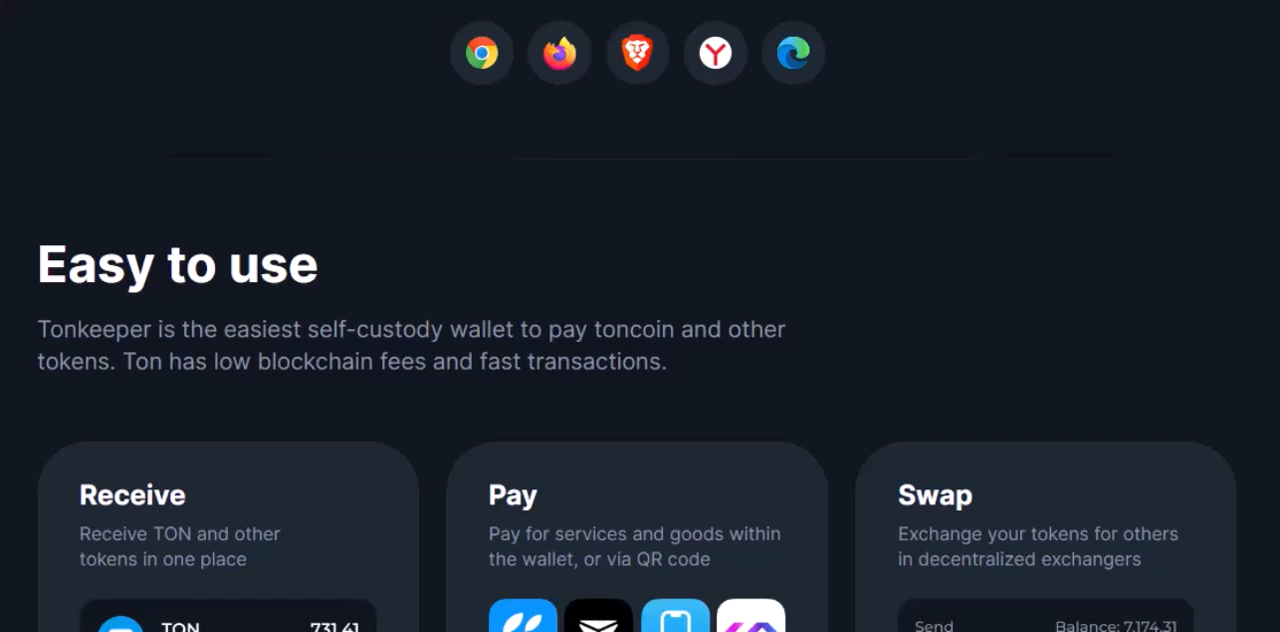 Easy to use
Tonkeeper is the easiest self-custody wallet to pay toncoin and other
tokens. Ton has low blockchain fees and fast transactions.
Receive
Receive TON and other
tokens in one place
TON 731.41
Pay
Pay for services and goods within
the wallet, or via QR code
Swap
Exchange your tokens for others
in decentralized exchangers
Send Balance: 7,174.31